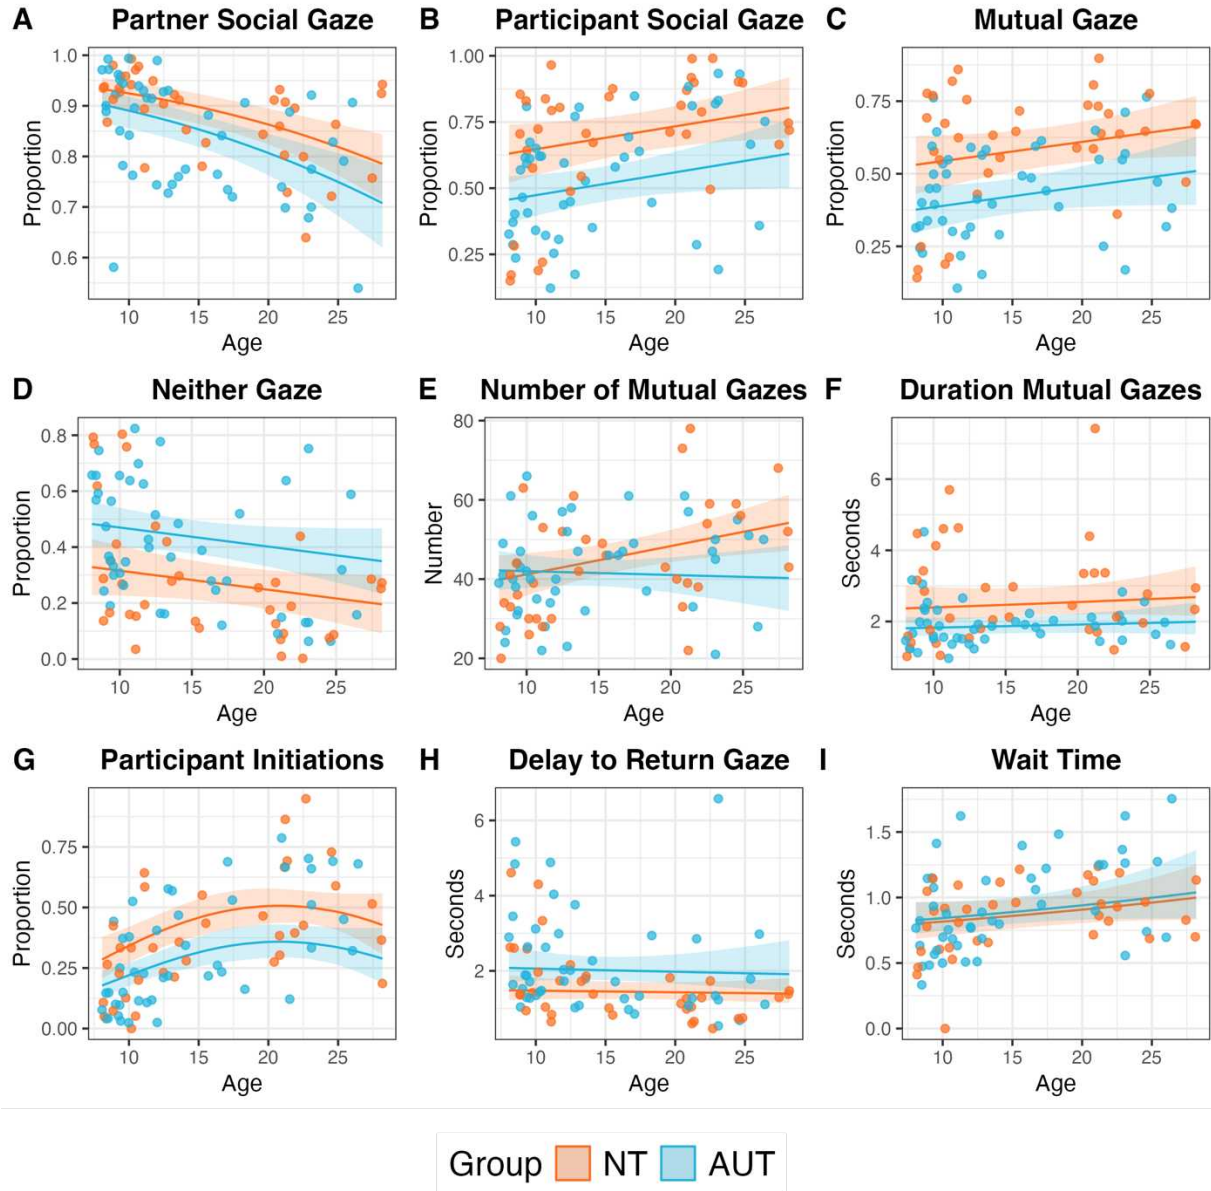 A Partner Social Gaze
B Participant Social Gaze
C Mutual Gaze
Proportion
1.0
0.9
0.8
0.7
0.6
10 15 20 25
Age
Proportion
1.00
0.75
0.50
0.25
10 15 20 25
Age
Proportion
0.75
0.50
0.25
10 15 20 25
Age
D Neither Gaze
E Number of Mutual Gazes
F Duration Mutual Gazes
Proportion
0.8
0.6
0.4
0.2
0.0
10 15 20 25
Age
Number
80
60
40
20
10 15 20 25
Age
Seconds
6
4
2
10 15 20 25
Age
G Participant Initiations
H Delay to Return Gaze
I Wait Time
Proportion
0.75
0.50
0.25
0.00
10 15 20 25
Age
Seconds
6
4
2
10 15 20 25
Age
Seconds
1.5
1.0
0.5
0.0
10 15 20 25
Age
Group NT AUT